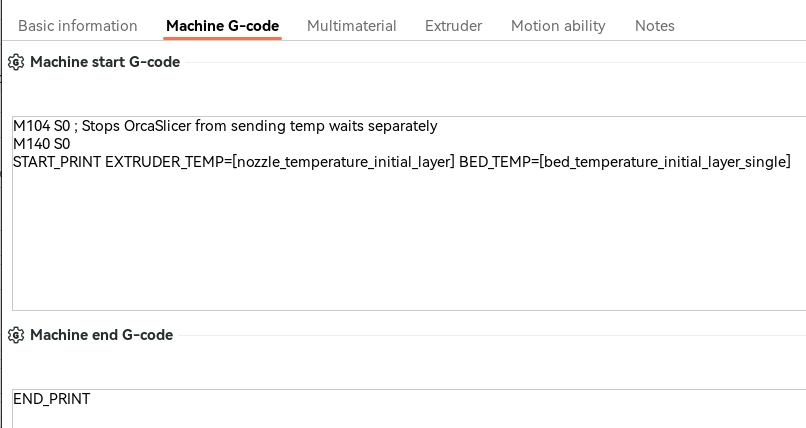 Basic information Machine G-code Multimaterial Extruder Motion ability Notes
Machine start G-code
M104 S0 ; Stops OrcaSlicer from sending temp waits separately
M140 S0
START_PRINT EXTRUDER_TEMP=[nozzle_temperature_initial_layer] BED_TEMP=[bed_temperature_initial_layer_single]
Machine end G-code
END_PRINT